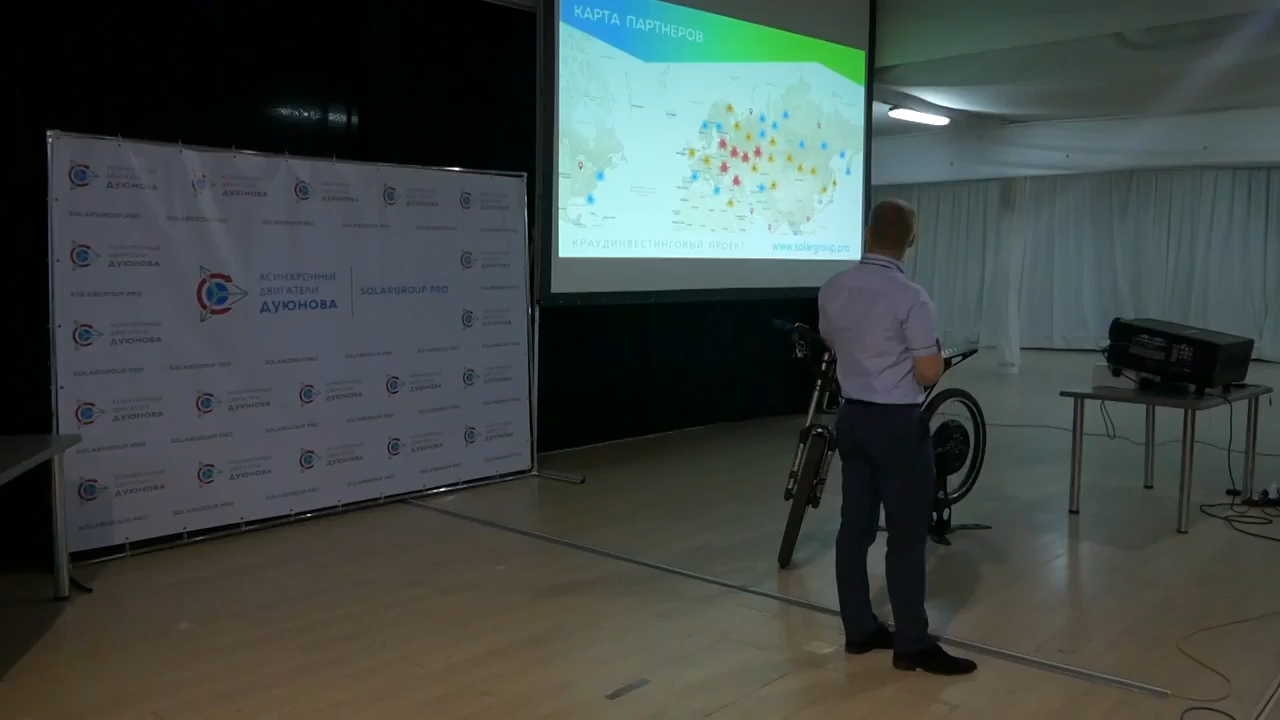 КАРТА ПАРТНЕРОВ
КРАУДИНВЕСТИНГОВЫЙ ПРОЕКТ
www.solargroup.pro
АСИНХРОННЫЕ
ДВИГАТЕЛИ
ДУЮНОВА
SOLARGROUP.PRO